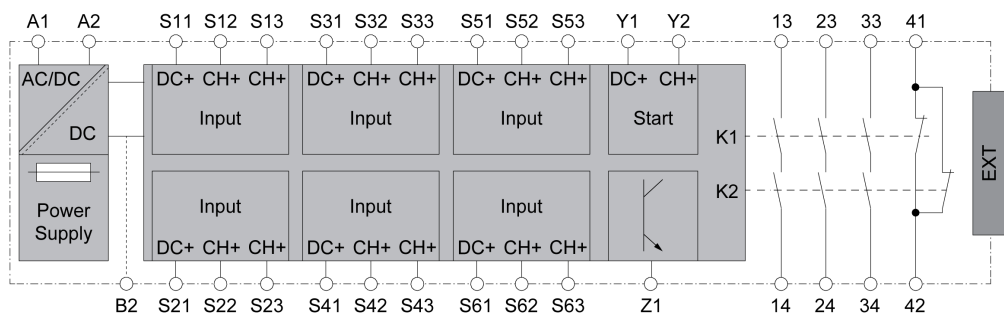 A1 A2 S11 S12 S13 S31 S32 S33 S51 S52 S53 Y1 Y2 13 23 33 41
AC/DC DC+ CH+ CH+ DC+ CH+ CH+ DC+ CH+ CH+ DC+ CH+
Input Input Input Start
DC
K1
EXT
K2
Power
Supply
Input Input Input
DC+ CH+ CH+ DC+ CH+ CH+ DC+ CH+ CH+
B2 S21 S22 S23 S41 S42 S43 S61 S62 S63 Z1 14 24 34 42